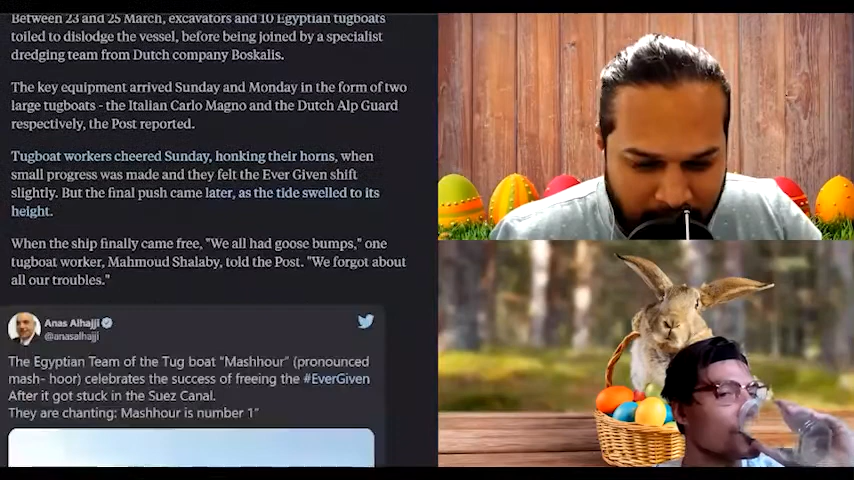 Between 23 and 25 March, excavators and 10 Egyptian tugboats
toiled to dislodge the vessel, before being joined by a specialist
dredging team from Dutch company Boskalis.
The key equipment arrived Sunday and Monday in the form of two
large tugboats - the Italian Carlo Magno and the Dutch Alp Guard
respectively, the Post reported.
Tugboat workers cheered Sunday, honking their horns, when
small progress was made and they felt the Ever Given shift
slightly. But the final push came later, as the tide swelled to its
height.
When the ship finally came free, "We all had goose bumps," one
tugboat worker, Mahmoud Shalaby, told the Post. "We forgot about
all our troubles."
Anas Alhajji
@anasalhajji
The Egyptian Team of the Tug boat "Mashhour" (pronounced
mash- hoor) celebrates the success of freeing the #EverGiven
After it got stuck in the Suez Canal.
They are chanting: Mashhour is number 1"